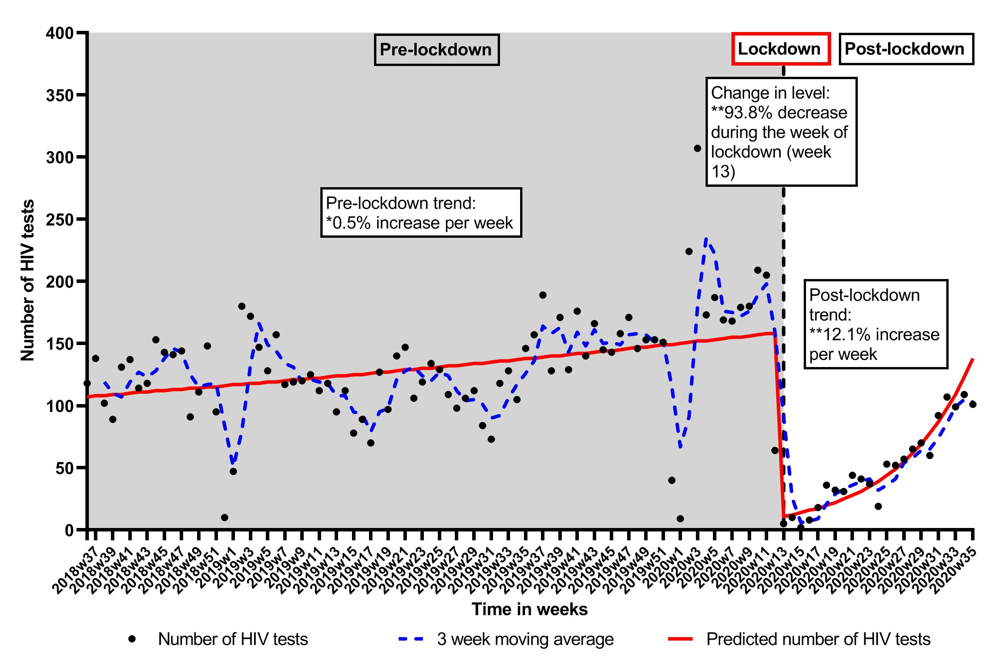 400
350
300
250
200
150
100
50
0
Number of HIV tests
Pre-lockdown
Lockdown
Post-lockdown
Change in level:
**93.8% decrease
during the week of
lockdown (week
13)
Pre-lockdown trend:
*0.5% increase per week
Post-lockdown
trend:
**12.1% increase
per week
2018w37
2018w39
2018w41
2018w43
2018w45
2018w47
2018w49
2018w51
2019w1
2019w3
2019w5
2019w7
2019w9
2019w11
2019w13
2019w15
2019w17
2019w19
2019w21
2019w23
2019w25
2019w27
2019w29
2019w31
2019w33
2019w35
2019w37
2019w39
2019w41
2019w43
2019w45
2019w47
2019w49
2019w51
2020w1
2020w3
2020w5
2020w7
2020w9
2020w11
2020w13
2020w15
2020w17
2020w19
2020w21
2020w23
2020w25
2020w27
2020w29
2020w31
2020w33
2020w35
Time in weeks
Number of HIV tests
3 week moving average
Predicted number of HIV tests